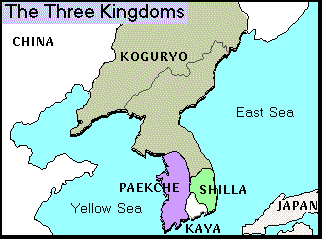 The Three Kingdoms
CHINA
KOGURYO
East Sea
PAEKCHE
SHILLA
Yellow Sea
KAYA
JAPAN